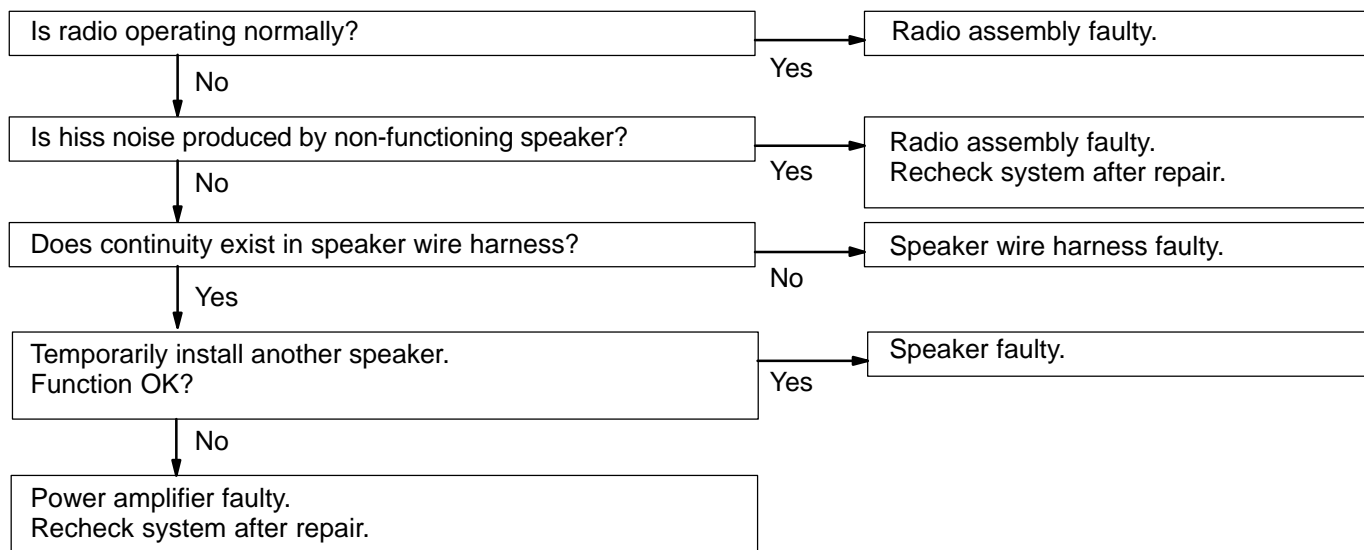 Is radio operating normally?
Yes
Radio assembly faulty.
No
Is hiss noise produced by non-functioning speaker?
Yes
Radio assembly faulty.
Recheck system after repair.
No
Does continuity exist in speaker wire harness?
No
Speaker wire harness faulty.
Yes
Temporarily install another speaker.
Function OK?
Yes
Speaker faulty.
No
Power amplifier faulty.
Recheck system after repair.